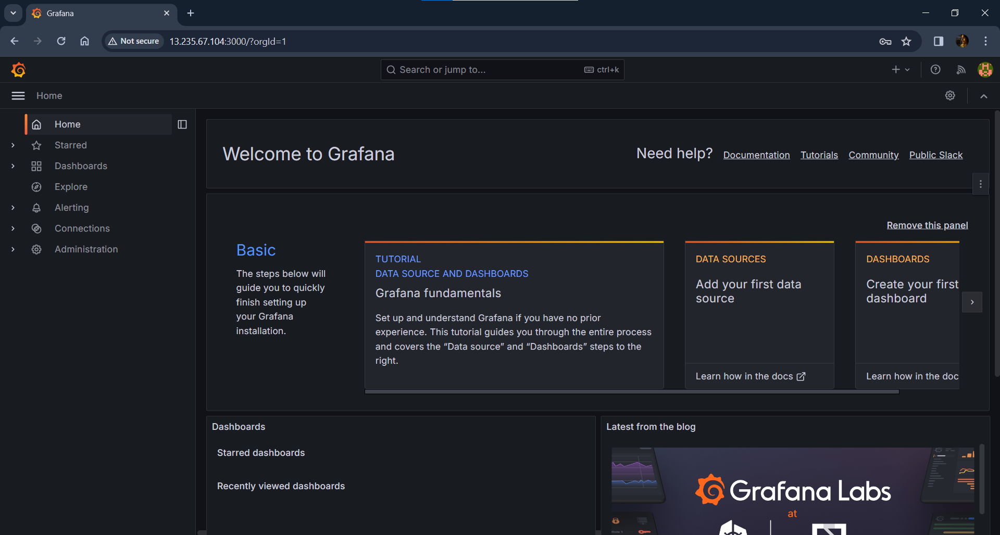 Grafana
Not secure
13.235.67.104:3000/?orgId=1
Search or jump to...
ctrl+k
Home
Home
Starred
Dashboards
Explore
Alerting
Connections
Administration
Welcome to Grafana
Need help?
Documentation
Tutorials
Community
Public Slack
Remove this panel
Basic
The steps below will
guide you to quickly
finish setting up
your Grafana
installation.
TUTORIAL
DATA SOURCE AND DASHBOARDS
Grafana fundamentals
Set up and understand Grafana if you have no prior
experience. This tutorial guides you through the entire process
and covers the “Data source” and “Dashboards” steps to the
right.
DATA SOURCES
Add your first data
source
Learn how in the docs
DASHBOARDS
Create your first
dashboard
Learn how in the doc
Dashboards
Starred dashboards
Recently viewed dashboards
Latest from the blog
Grafana Labs
at